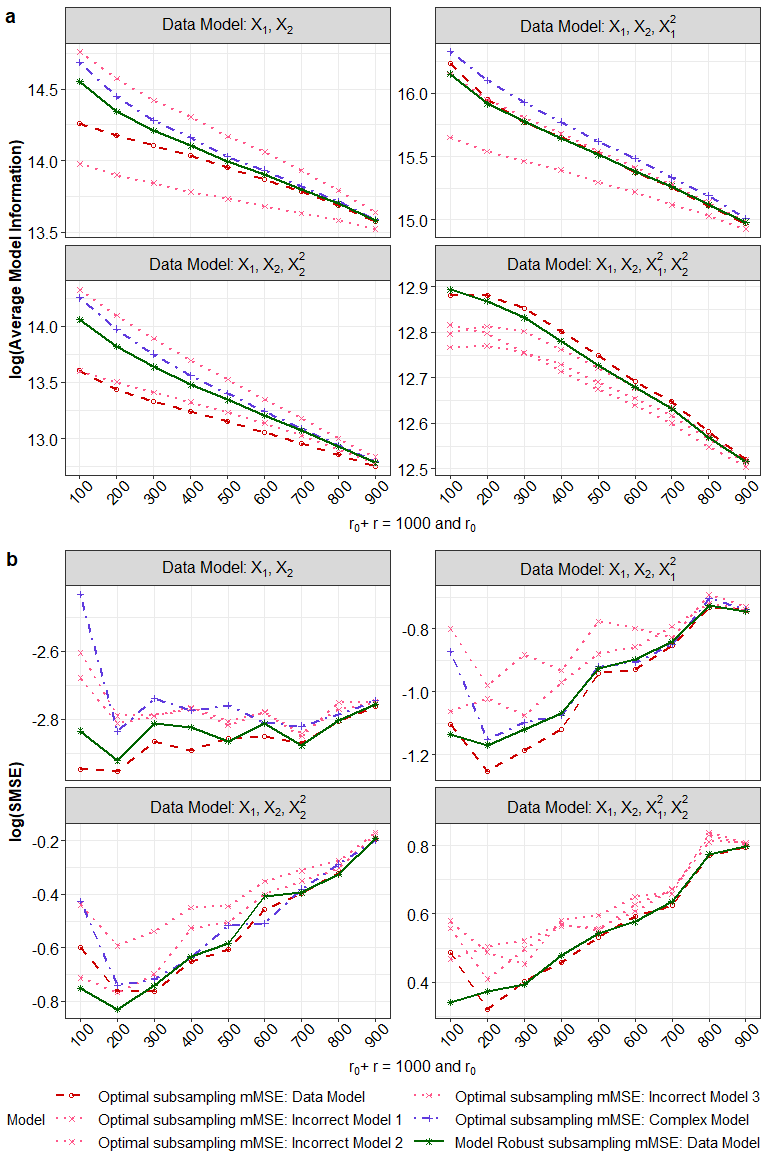 a
Data Model: X₁, X₂
Data Model: X₁, X₂, X₁²
log(Average Model Information)
14.5
14.0
13.5
16.0
15.5
15.0
Data Model: X₁, X₂, X₂²
Data Model: X₁, X₂, X₁², X₂²
14.0
13.5
13.0
12.9
12.8
12.7
12.6
12.5
100 200 300 400 500 600 700 800 900
100 200 300 400 500 600 700 800 900
r₀+ r = 1000 and r₀
b
Data Model: X₁, X₂
Data Model: X₁, X₂, X₁²
log(SMSE)
-2.6
-2.8
-0.8
-1.0
-1.2
Data Model: X₁, X₂, X₂²
Data Model: X₁, X₂, X₁², X₂²
-0.2
-0.4
-0.6
-0.8
0.8
0.6
0.4
100 200 300 400 500 600 700 800 900
100 200 300 400 500 600 700 800 900
r₀+ r = 1000 and r₀
Model
Optimal subsampling mMSE: Data Model
Optimal subsampling mMSE: Incorrect Model 1
Optimal subsampling mMSE: Incorrect Model 2
Optimal subsampling mMSE: Incorrect Model 3
Optimal subsampling mMSE: Complex Model
Model Robust subsampling mMSE: Data Model